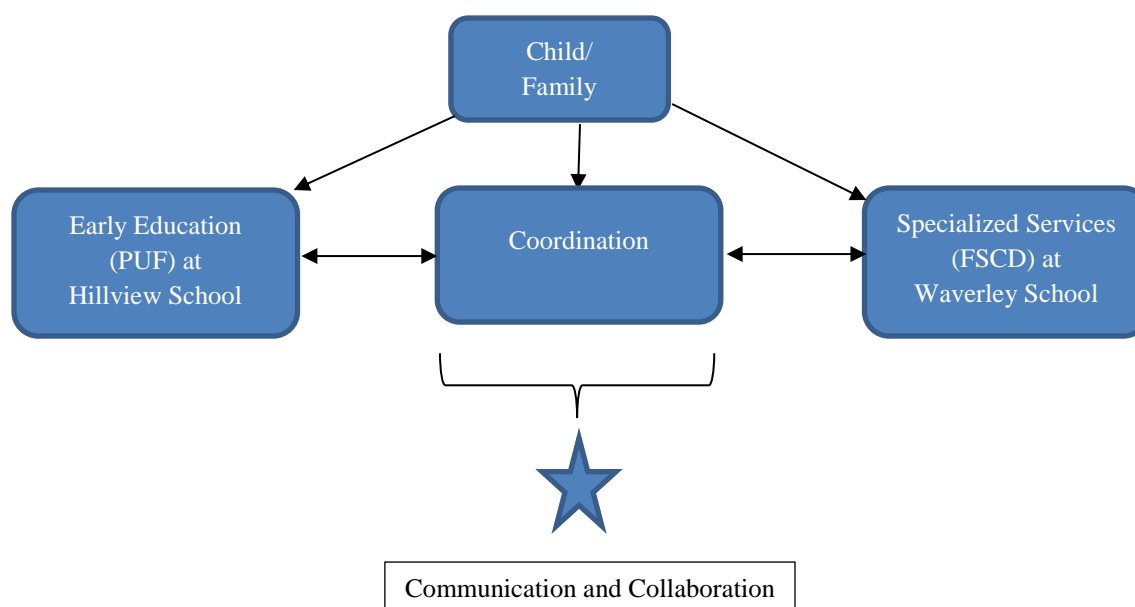 Child/
Family
Early Education
(PUF) at
Hillview School
Coordination
Specialized Services
(FSCD) at
Waverley School
Communication and Collaboration